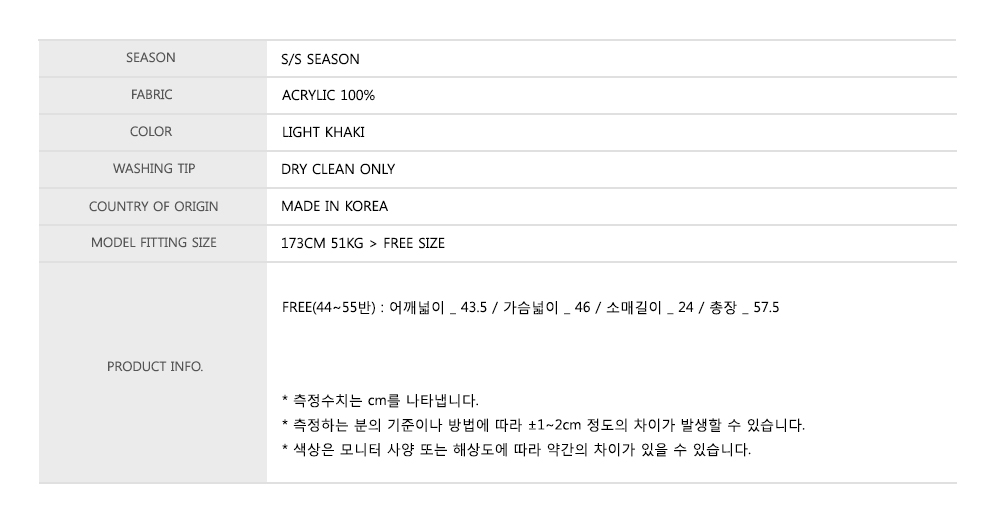 SEASON
S/S SEASON
FABRIC
ACRYLIC 100%
COLOR
LIGHT KHAKI
WASHING TIP
DRY CLEAN ONLY
COUNTRY OF ORIGIN
MADE IN KOREA
MODEL FITTING SIZE
173CM 51KG > FREE SIZE
PRODUCT INFO.
FREE(44~55반) : 어깨넓이 _ 43.5 / 가슴넓이 _ 46 / 소매길이 _ 24 / 총장 _ 57.5
* 측정수치는 cm를 나타냅니다.
* 측정하는 분의 기준이나 방법에 따라 ±1~2cm 정도의 차이가 발생할 수 있습니다.
* 색상은 모니터 사양 또는 해상도에 따라 약간의 차이가 있을 수 있습니다.